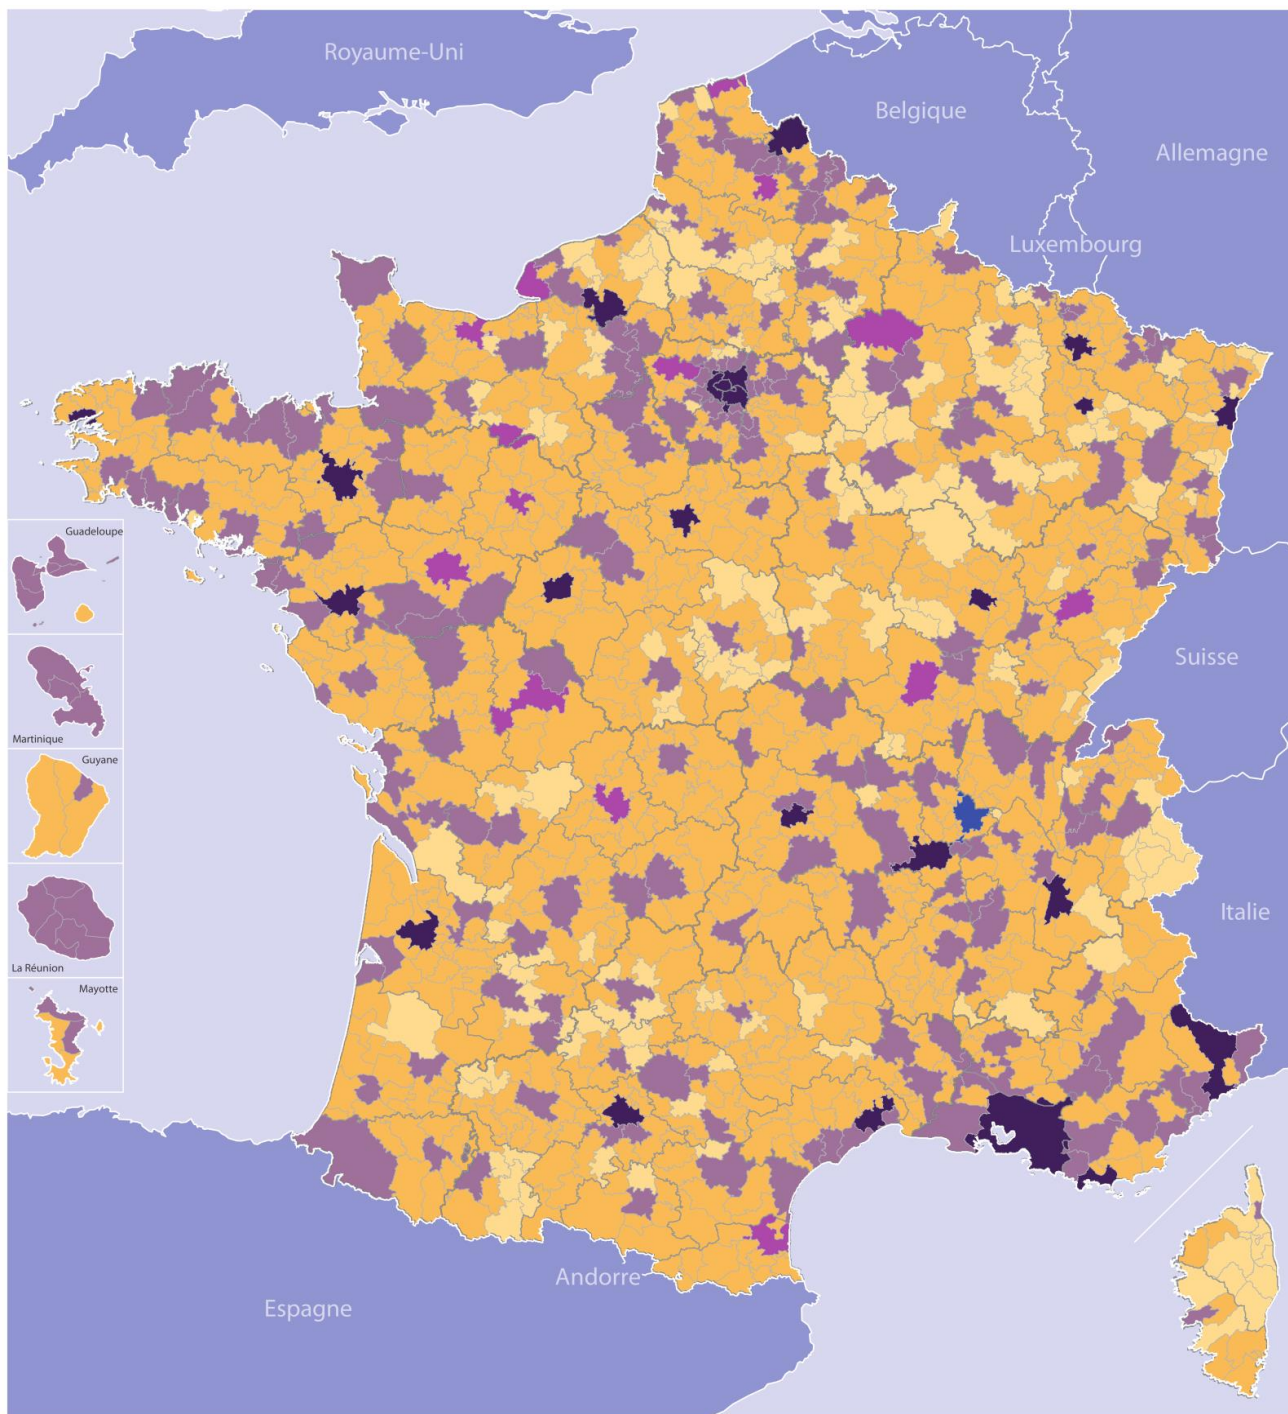 Royaume-Uni
Belgique
Allemagne
Luxembourg
Guadeloupe
Martinique
Suisse
Guyane
La Réunion
Italie
Mayotte
Andorre
Espagne